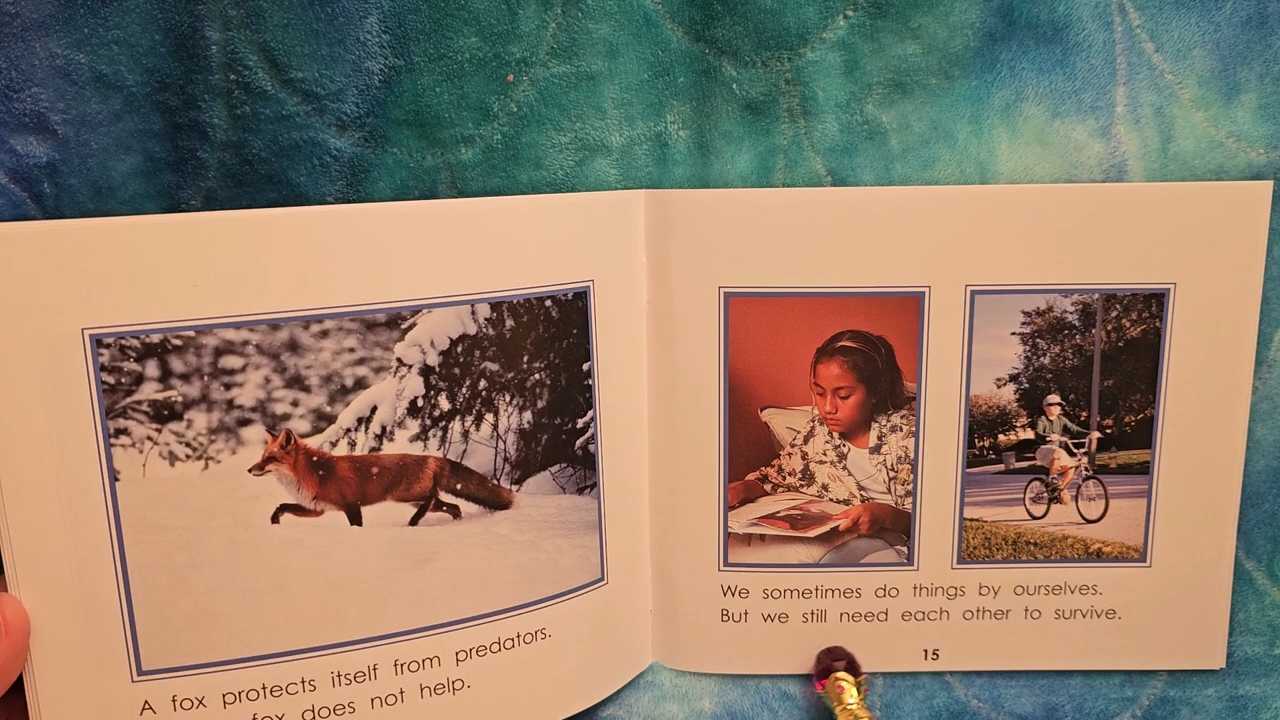 A fox protects itself from predators.
fox does not help.
We sometimes do things by ourselves.
But we still need each other to survive.
15